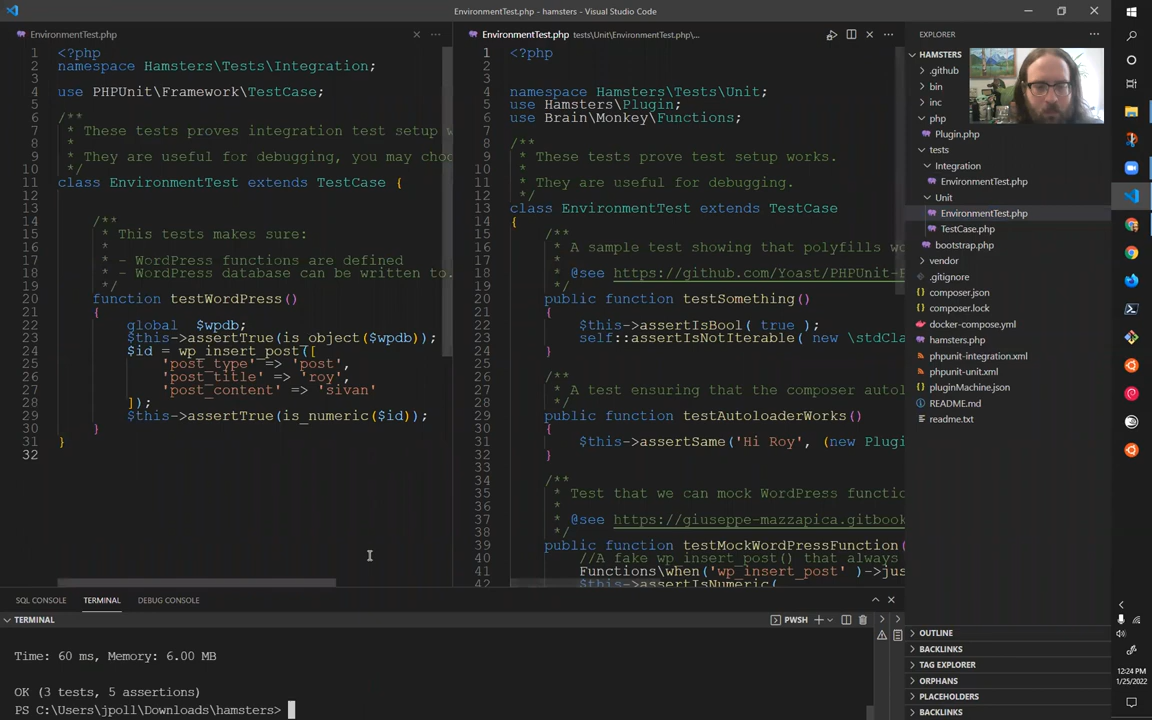 EnvironmentTest.php - hamsters - Visual Studio Code
EnvironmentTest.php
1 <?php
2 namespace Hamsters\Tests\Integration;
3
4 use PHPUnit\Framework\TestCase;
5
6 /**
7 * These tests proves integration test setup w
8 *
9 * They are useful for debugging, you may choo
10 */
11 class EnvironmentTest extends TestCase {
12
13
14 /**
15 * This tests makes sure:
16 *
17 * - WordPress functions are defined
18 * - WordPress database can be written to.
19 */
20 function testWordPress()
21 {
22 global $wpdb;
23 $this->assertTrue(is_object($wpdb));
24 $id = wp_insert_post([
25 'post_type' => 'post',
26 'post_title' => 'roy',
27 'post_content' => 'sivan'
28 ]);
29 $this->assertTrue(is_numeric($id));
30 }
31 }
32
EnvironmentTest.php tests\Unit\EnvironmentTest.php\...
1 <?php
2
3
4 namespace Hamsters\Tests\Unit;
5 use Hamsters\Plugin;
6 use Brain\Monkey\Functions;
7
8 /**
9 * These tests prove test setup works.
10 *
11 * They are useful for debugging.
12 */
13 class EnvironmentTest extends TestCase
14 {
15 /**
16 * A sample test showing that polyfills wo
17 *
18 * @see https://github.com/Yoast/PHPUnit-P
19 */
20 public function testSomething()
21 {
22 $this->assertIsBool( true );
23 self::assertIsNotIterable( new \stdCla
24 }
25
26 /**
27 * A test ensuring that the composer autol
28 */
29 public function testAutoloaderWorks()
30 {
31 $this->assertSame('Hi Roy', (new Plugi
32 }
33
34 /**
35 * Test that we can mock WordPress functio
36 *
37 * @see https://giuseppe-mazzapica.gitbook
38 */
39 public function testMockWordPressFunction(
40 //A fake wp_insert_post() that always
41 Functions\when('wp_insert_post' )->jus
42 $this->assertIsNumeric(
EXPLORER
HAMSTERS
.github
bin
inc
php
Plugin.php
tests
Integration
EnvironmentTest.php
Unit
EnvironmentTest.php
TestCase.php
bootstrap.php
vendor
.gitignore
composer.json
composer.lock
docker-compose.yml
hamsters.php
phpunit-integration.xml
phpunit-unit.xml
pluginMachine.json
README.md
readme.txt
OUTLINE
BACKLINKS
TAG EXPLORER
ORPHANS
PLACEHOLDERS
BACKLINKS
SQL CONSOLE TERMINAL DEBUG CONSOLE
TERMINAL
PWSH
Time: 60 ms, Memory: 6.00 MB
OK (3 tests, 5 assertions)
PS C:\Users\jpoll\Downloads\hamsters>
12:24 PM
1/25/2022